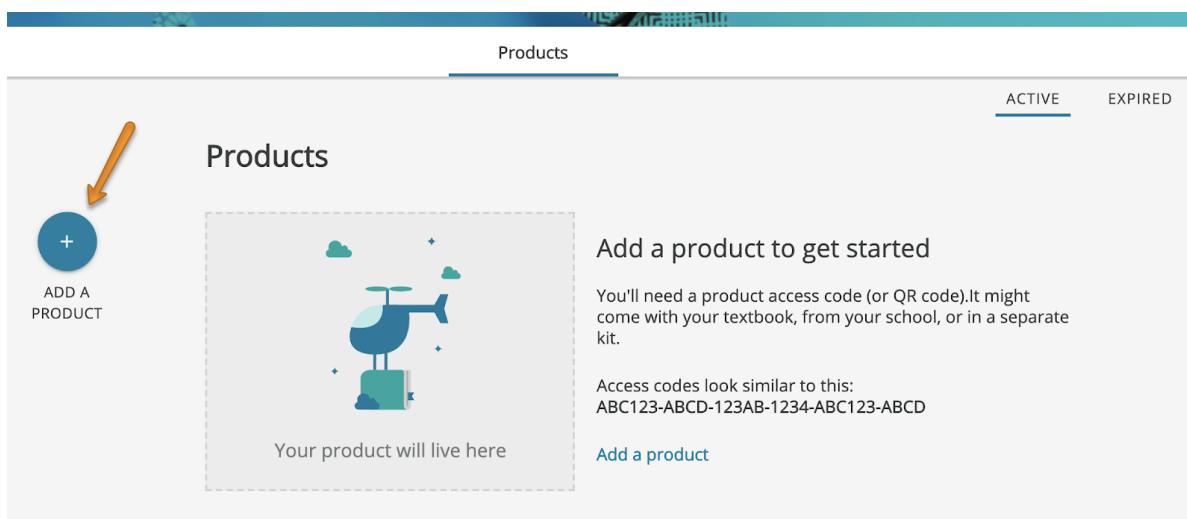 Products
ACTIVE
EXPIRED
Products
+
ADD A
PRODUCT
Your product will live here
Add a product to get started
You'll need a product access code (or QR code).It might
come with your textbook, from your school, or in a separate
kit.
Access codes look similar to this:
ABC123-ABCD-123AB-1234-ABC123-ABCD
Add a product